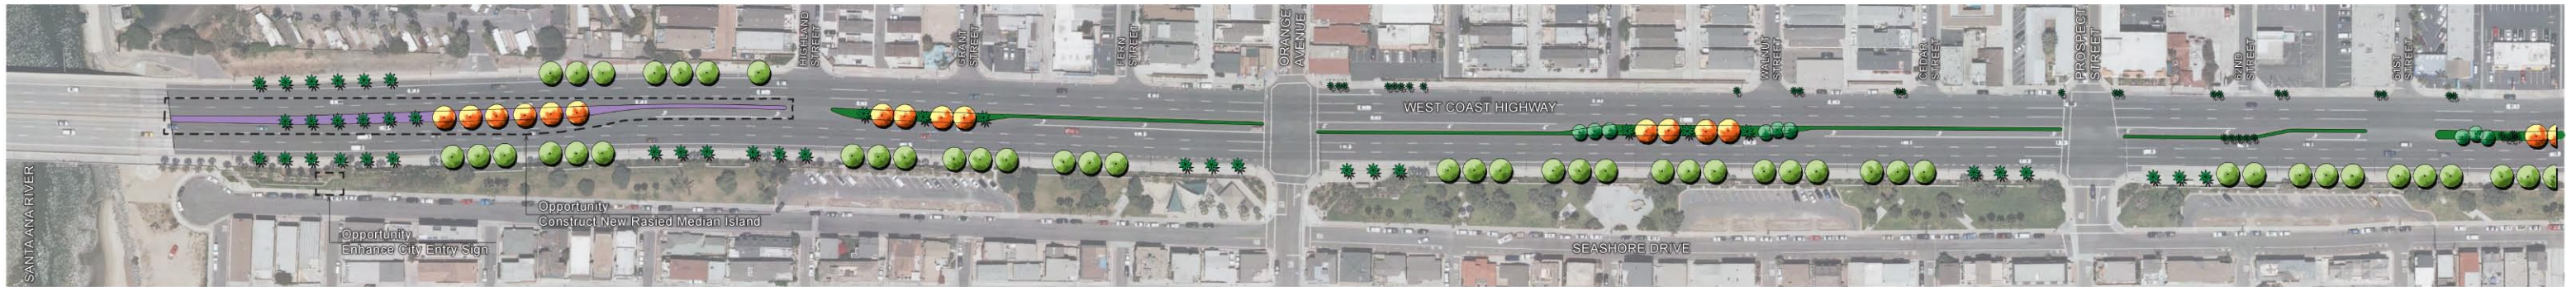 HIGHLAND
STREET
GRANT
STREET
FERN
STREET
ORANGE
AVENUE
WALNUT
STREET
CEDAR
STREET
PROSPECT
STREET
62ND
STREET
61ST
STREET
WEST COAST HIGHWAY
SANTA ANA RIVER
Opportunity
Construct New Rasied Median Island
Opportunity
Enhance City Entry Sign
SEASHORE DRIVE